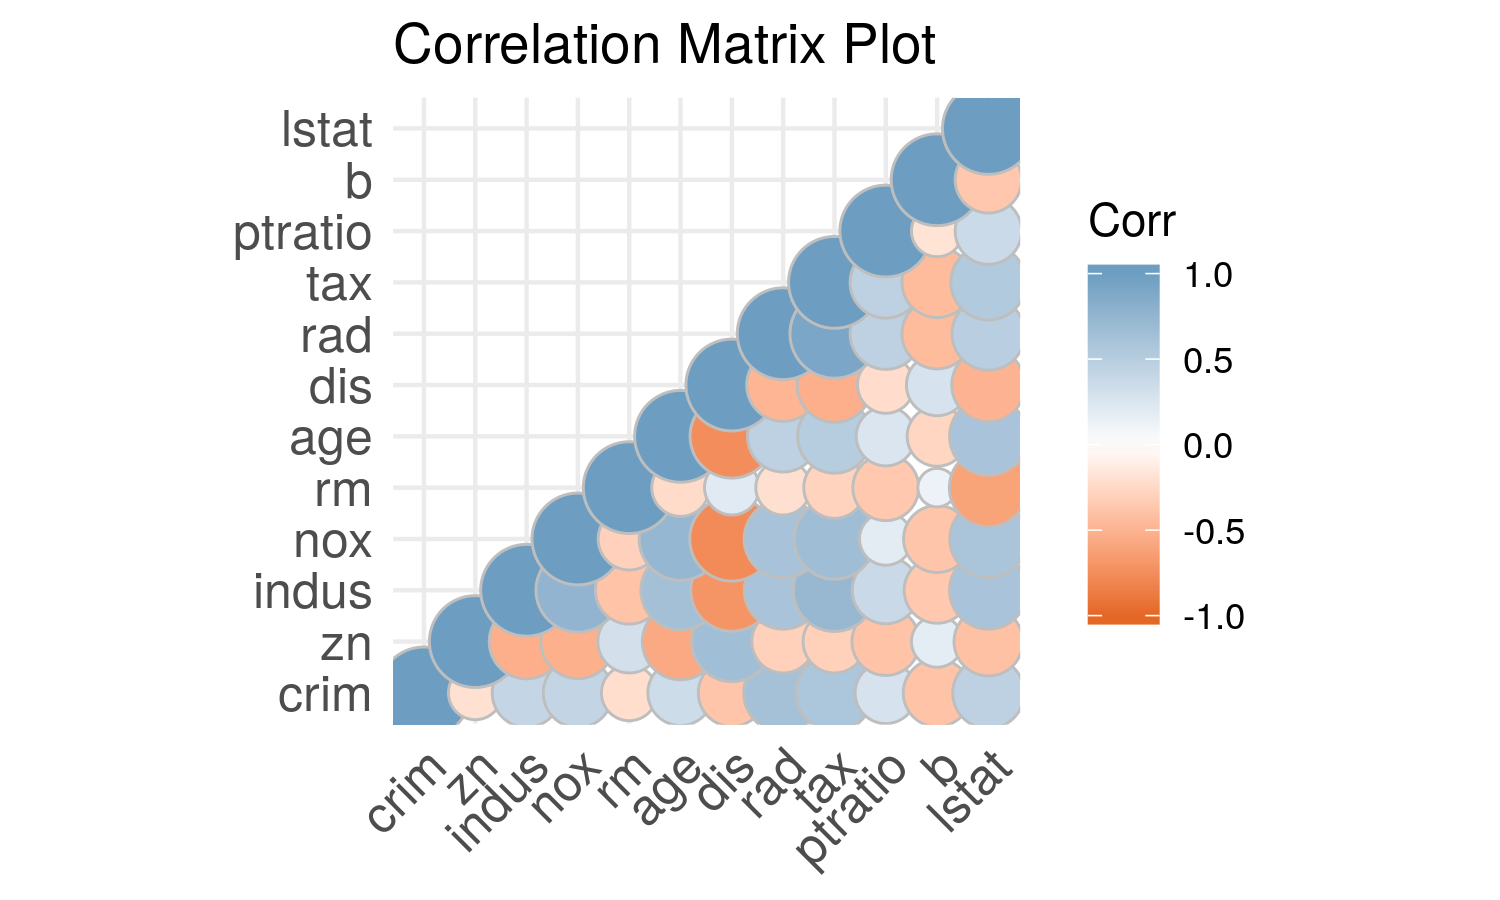 Correlation Matrix Plot
lstat
b
ptratio
tax
rad
dis
age
rm
nox
indus
zn
crim
crim
zn
indus
nox
rm
age
dis
rad
tax
ptratio
b
lstat
Corr
1.0
0.5
0.0
-0.5
-1.0